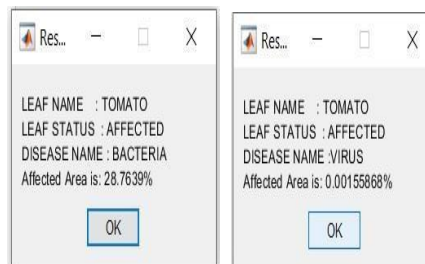 Res...
LEAF NAME : TOMATO
LEAF STATUS : AFFECTED
DISEASE NAME : BACTERIA
Affected Area is: 28.7639%
OK
Res...
LEAF NAME : TOMATO
LEAF STATUS : AFFECTED
DISEASE NAME :VIRUS
Affected Area is: 0.00155868%
OK